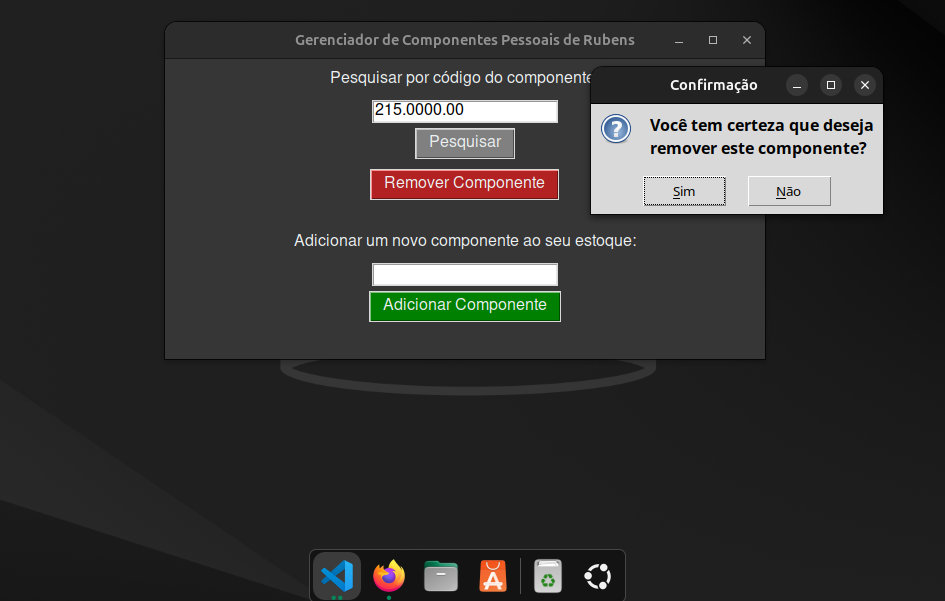 Gerenciador de Componentes Pessoais de Rubens
Pesquisar por código do componente
215.0000.00
Pesquisar
Remover Componente
Adicionar um novo componente ao seu estoque:
Adicionar Componente
Confirmação
Você tem certeza que deseja
remover este componente?
Sim
Não